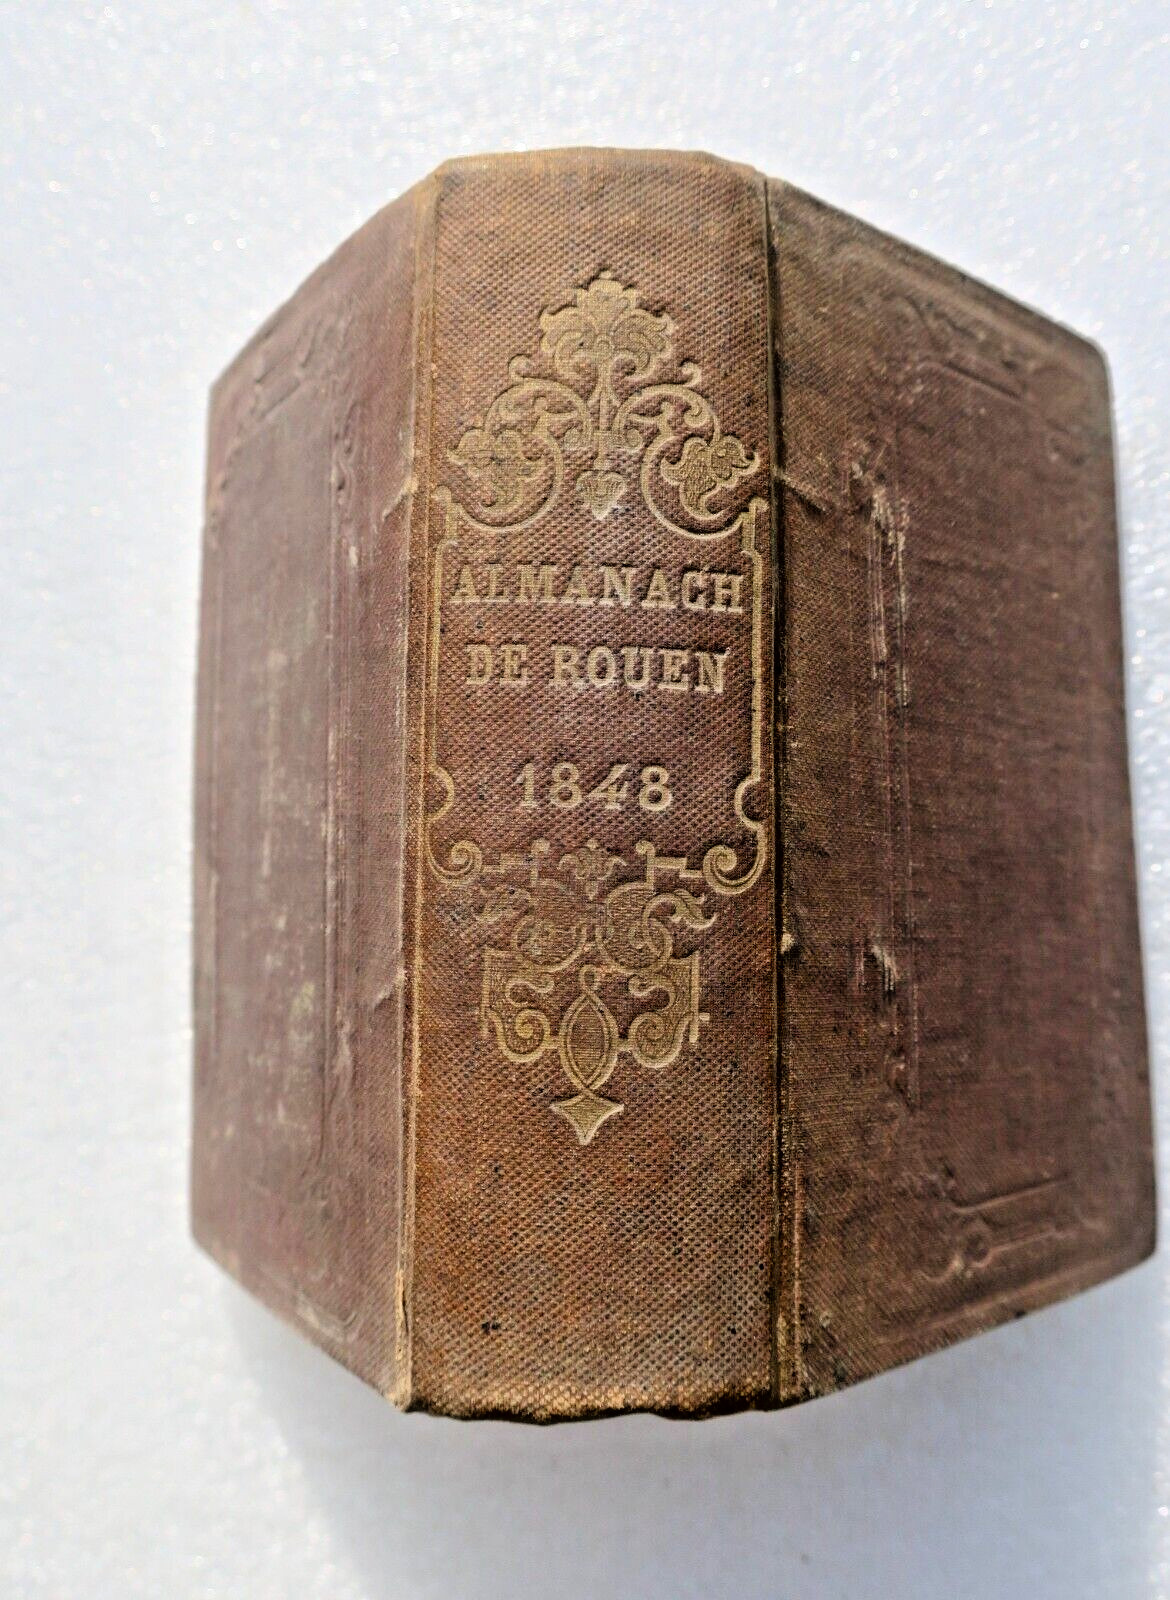 ALMANACH
DE ROUEN
1848